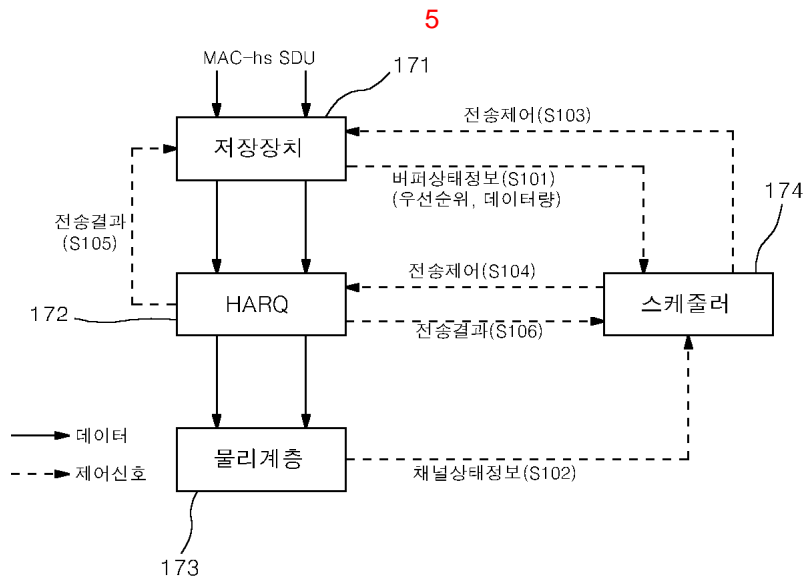 5
MAC-hs SDU
171
전송제어(S103)
저장장치
버퍼상태정보(S101)
(우선순위, 데이터량)
174
전송결과
(S105)
전송제어(S104)
HARQ
스케줄러
172
전송결과(S106)
데이터
물리계층
제어신호
채널상태정보(S102)
173